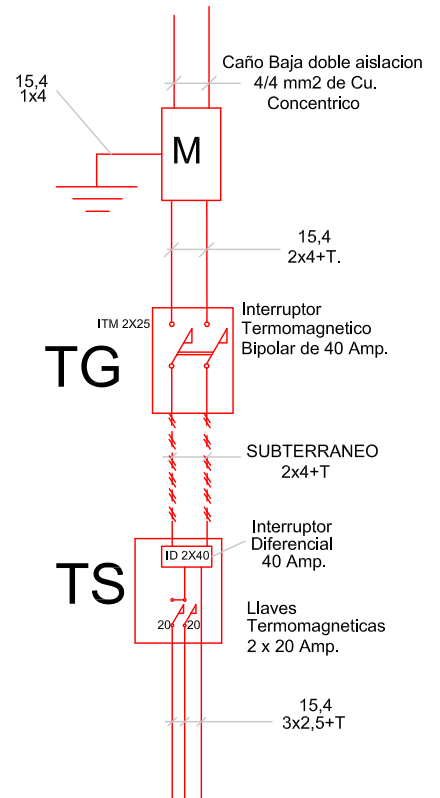 Caño Baja doble aislacion
4/4 mm2 de Cu.
Concentrico
15,4
1x4
M
15,4
2x4+T.
ITM 2X25
Interruptor
Termomagnetico
Bipolar de 40 Amp.
TG
SUBTERRANEO
2x4+T
Interruptor
Diferencial
40 Amp.
ID 2X40
TS
Llaves
Termomagneticas
2 x 20 Amp.
20
20
15,4
3x2,5+T